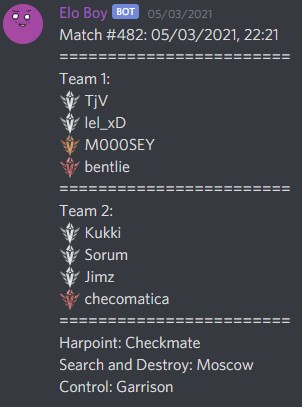 Elo Boy BOT 05/03/2021
Match #482: 05/03/2021, 22:21
========================
Team 1:
TjV
lel_xD
M000SEY
bentlie
========================
Team 2:
Kukki
Sorum
Jimz
checomatica
========================
Harpoint: Checkmate
Search and Destroy: Moscow
Control: Garrison